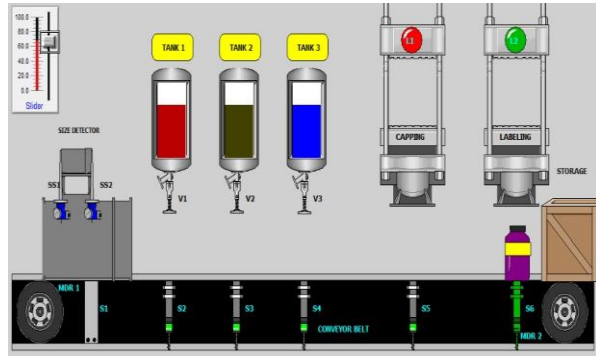 100.0
80.0
60.0
40.0
20.0
0.0
Slider
TANK 1
TANK 2
TANK 3
L1
L2
SIZE DETECTOR
CAPPING
LABELING
STORAGE
SS1
SS2
V1
V2
V3
MDR 1
S1
S2
S3
S4
S5
S6
CONVEYOR BELT
MDR 2